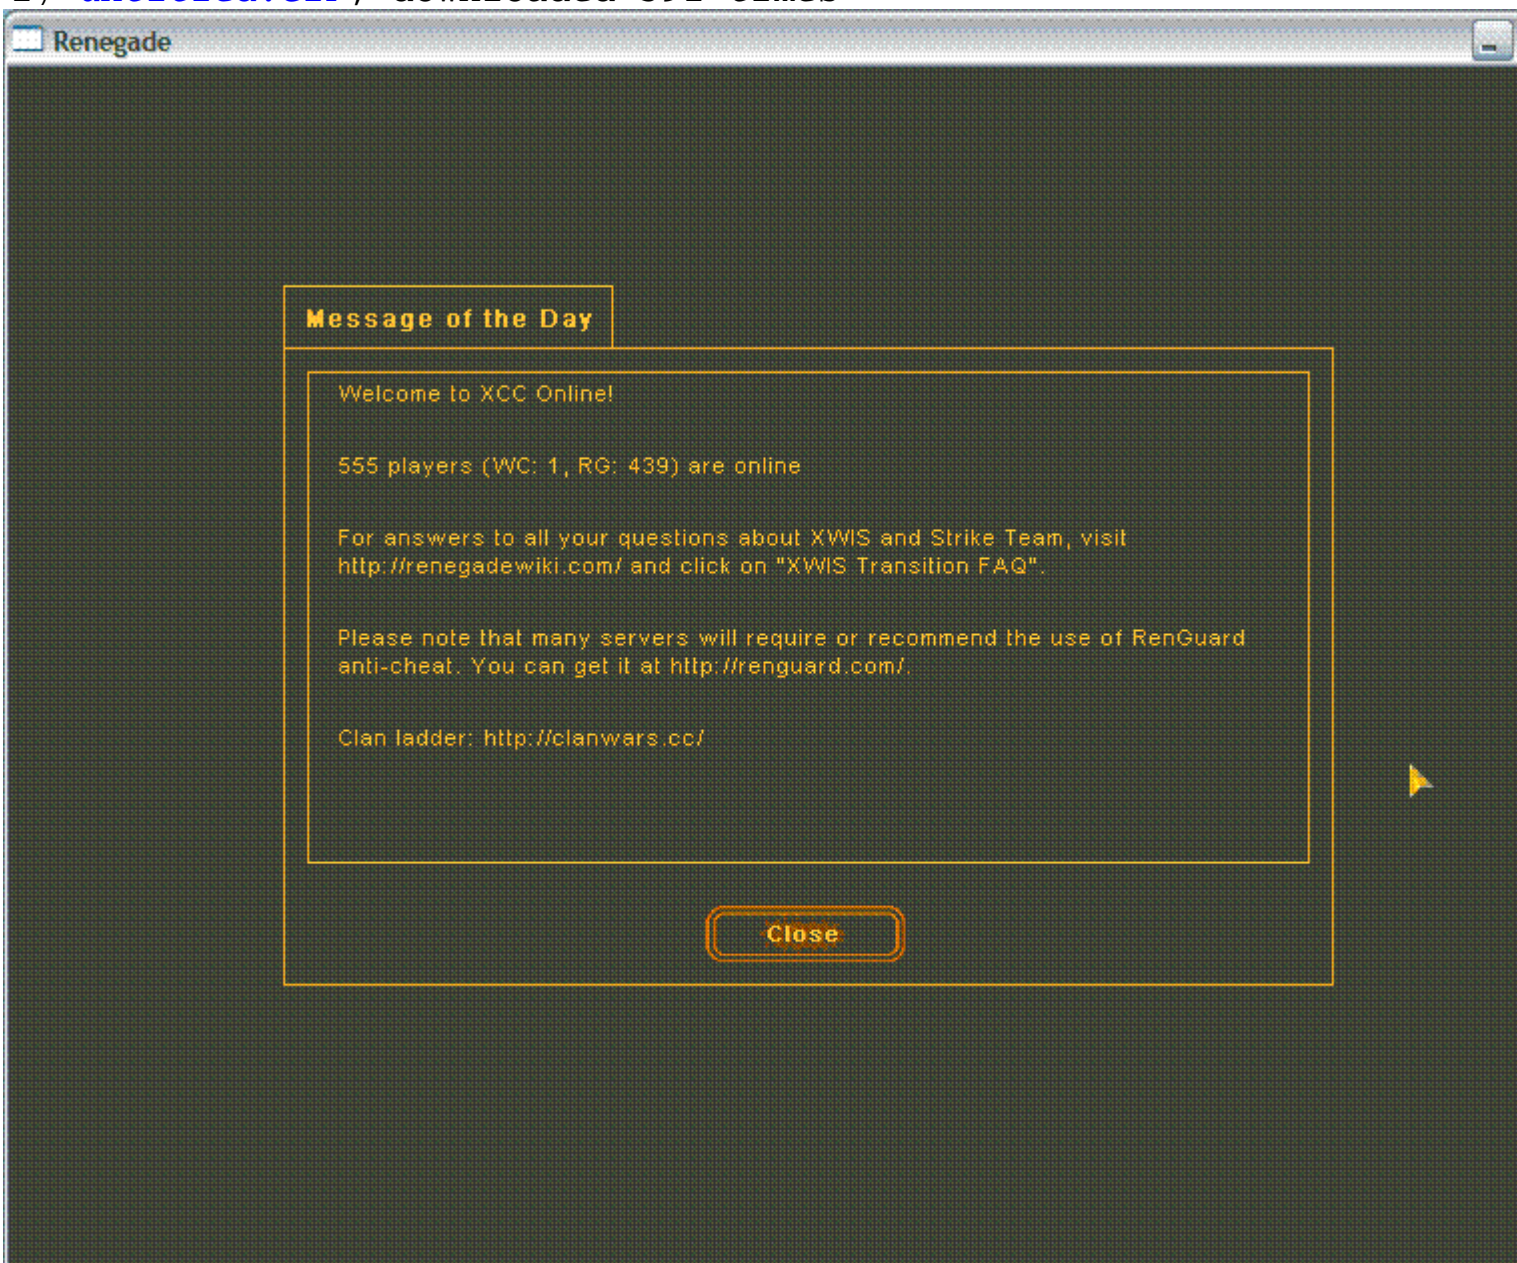 Renegade
Message of the Day
Welcome to XCC Online!
555 players (WC: 1, RG: 439) are online
For answers to all your questions about XWIS and Strike Team, visit
http://renegadewiki.com/ and click on "XWIS Transition FAQ".
Please note that many servers will require or recommend the use of RenGuard
anti-cheat. You can get it at http://renguard.com/.
Clan ladder: http://clanwars.cc/
Close